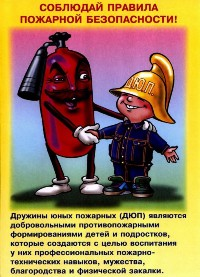 СОБЛЮДАЙ ПРАВИЛА
ПОЖАРНОЙ БЕЗОПАСНОСТИ!
ДЮП
Дружины юных пожарных (ДЮП) являются
добровольными противопожарными
формированиями детей и подростков,
которые создаются с целью воспитания
у них профессиональных пожарно-
технических навыков, мужества,
благородства и физической закалки.